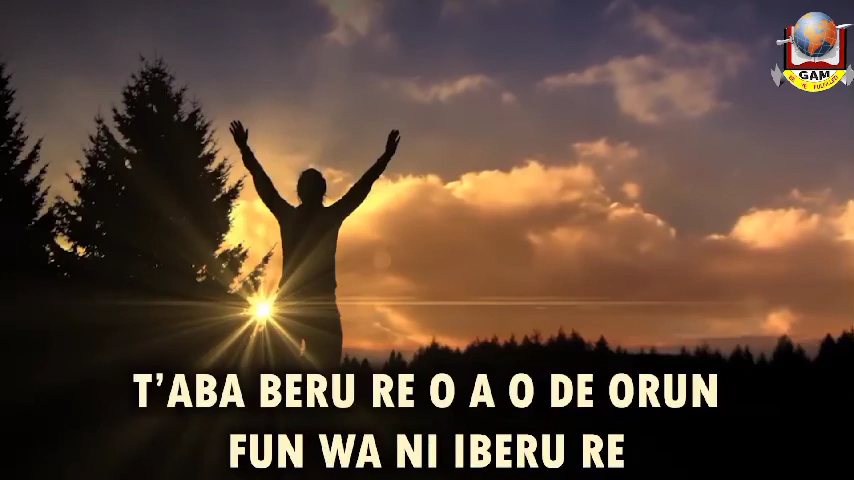 GAM
T'ABA BERU RE O A O DE ORUN
FUN WA NI IBERU RE